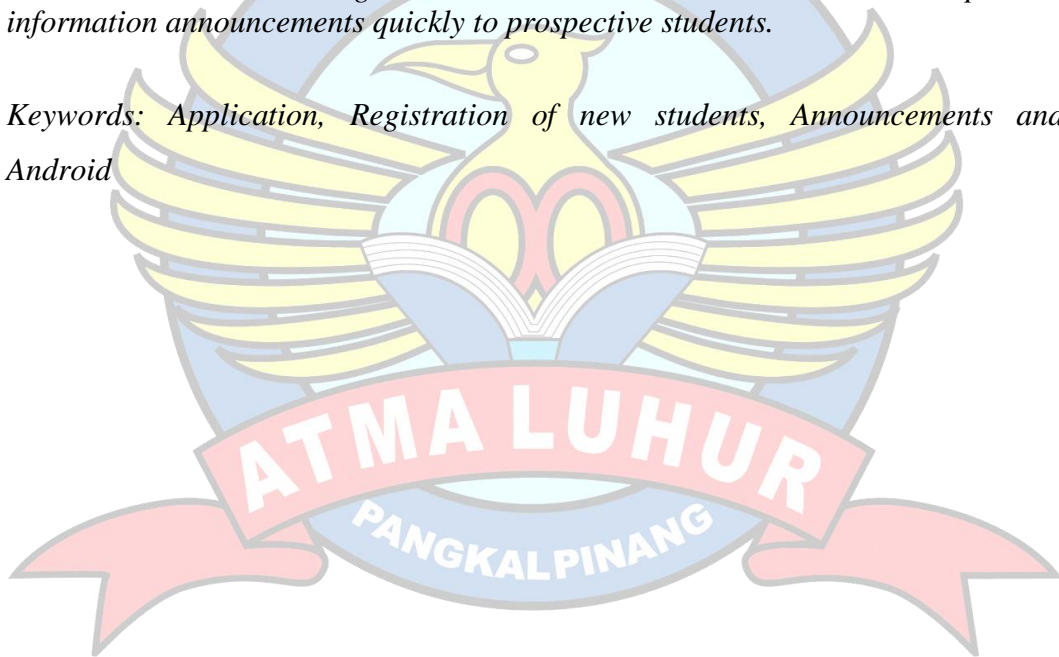 information announcements quickly to prospective students.
Keywords: Application, Registration of new students, Announcements and
Android
ATMA LUHUR
PANGKALPINANG